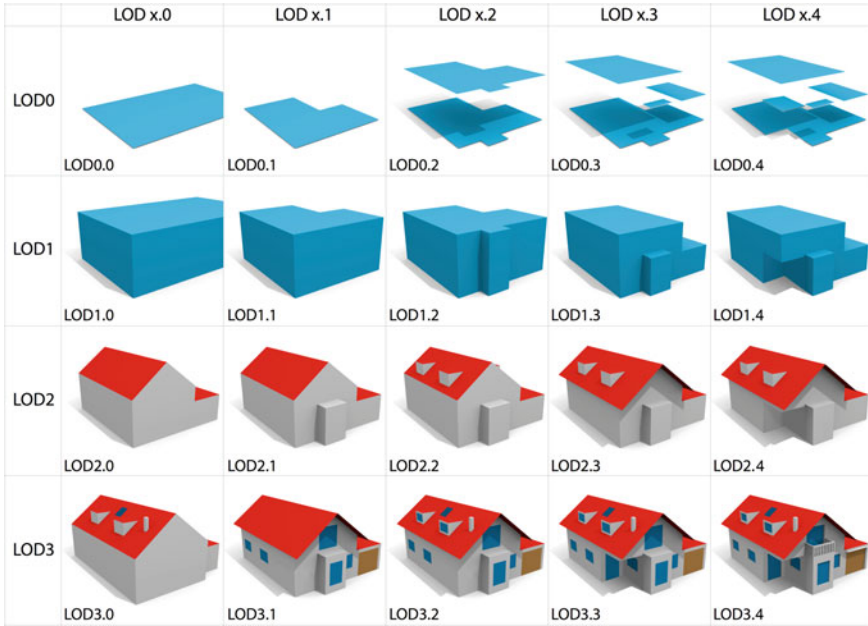 LOD x.0 LOD x.1 LOD x.2 LOD x.3 LOD x.4
LOD0
LOD0.0 LOD0.1 LOD0.2 LOD0.3 LOD0.4
LOD1
LOD1.0 LOD1.1 LOD1.2 LOD1.3 LOD1.4
LOD2
LOD2.0 LOD2.1 LOD2.2 LOD2.3 LOD2.4
LOD3
LOD3.0 LOD3.1 LOD3.2 LOD3.3 LOD3.4